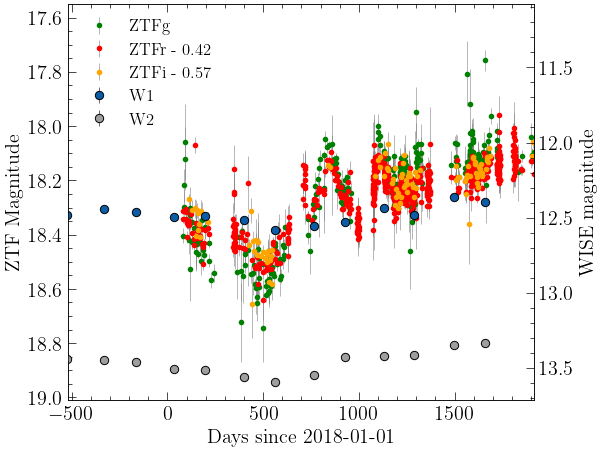 17.6
17.8
18.0
18.2
18.4
18.6
18.8
19.0
ZTF Magnitude
ZTFg
ZTFr - 0.42
ZTFi - 0.57
W1
W2
11.5
12.0
12.5
13.0
13.5
WISE magnitude
−500 0 500 1000 1500
Days since 2018-01-01